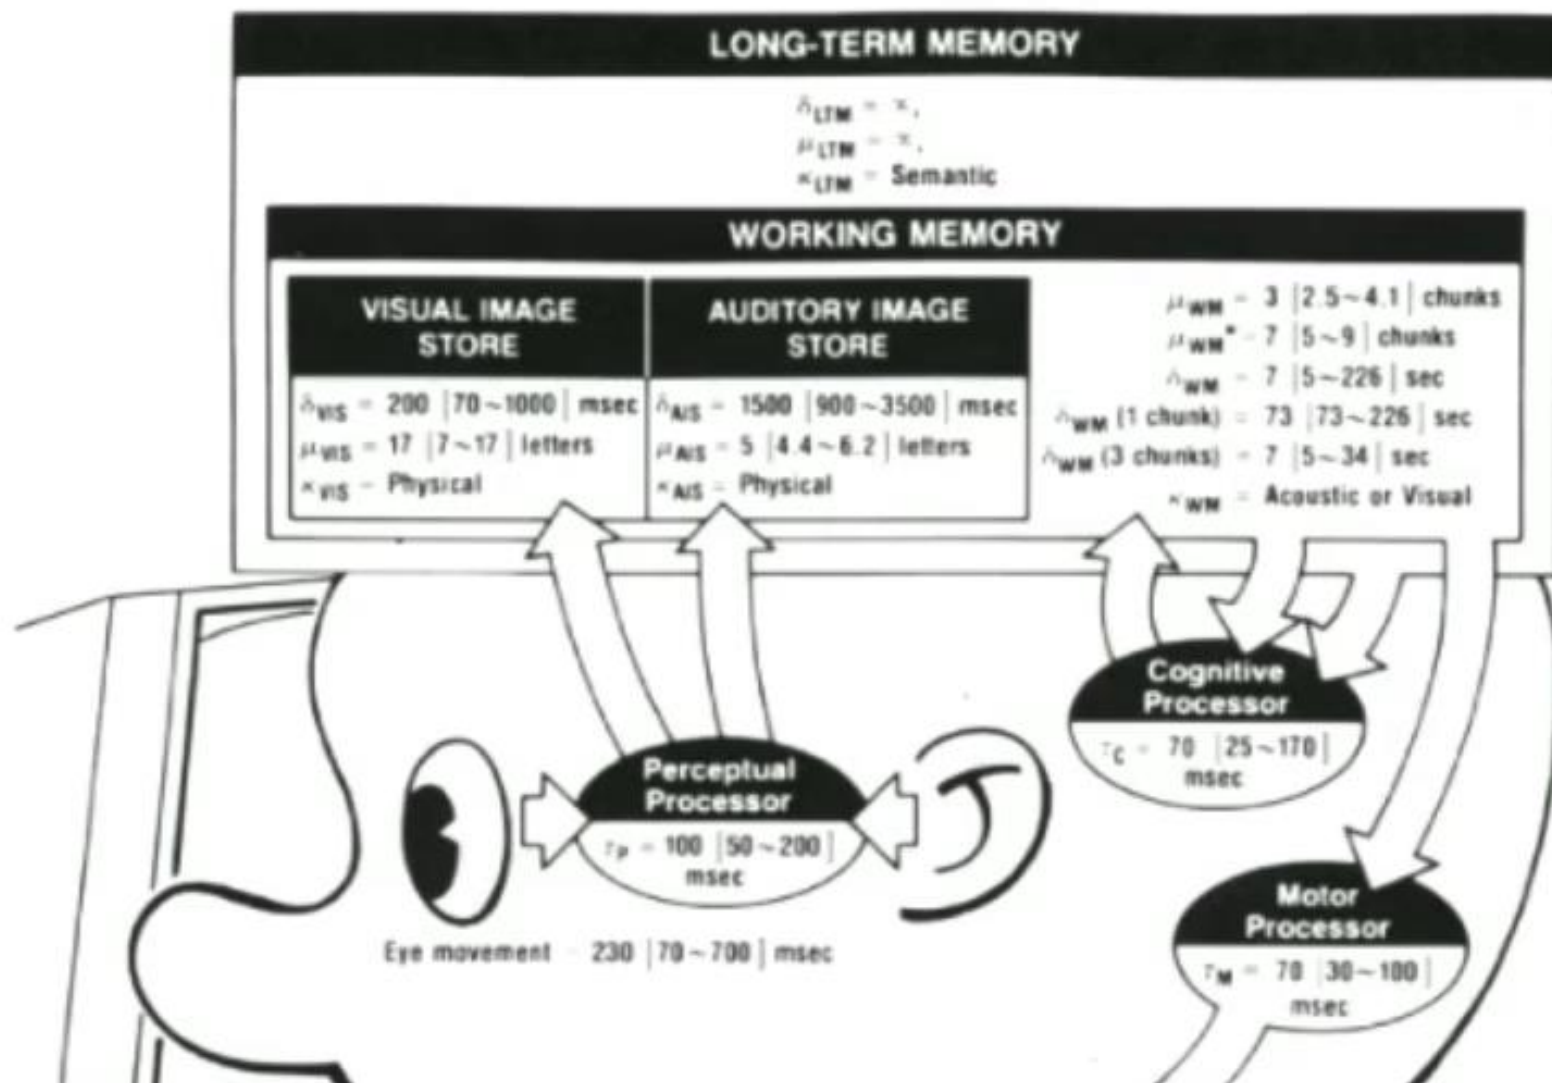 LONG-TERM MEMORY
δLTM = ∞,
μLTM = ∞,
κLTM = Semantic
WORKING MEMORY
VISUAL IMAGE
STORE
δVIS = 200 [70~1000] msec
μVIS = 17 [7~17] letters
κVIS = Physical
AUDITORY IMAGE
STORE
δAIS = 1500 [900~3500] msec
μAIS = 5 [4.4~6.2] letters
κAIS = Physical
μWM = 3 [2.5~4.1] chunks
μWM* = 7 [5~9] chunks
δWM = 7 [5~226] sec
δWM (1 chunk) = 73 [73~226] sec
δWM (3 chunks) = 7 [5~34] sec
κWM = Acoustic or Visual
Cognitive
Processor
τC = 70 [25~170]
msec
Perceptual
Processor
τP = 100 [50~200]
msec
Eye movement = 230 [70~700] msec
Motor
Processor
τM = 70 [30~100]
msec